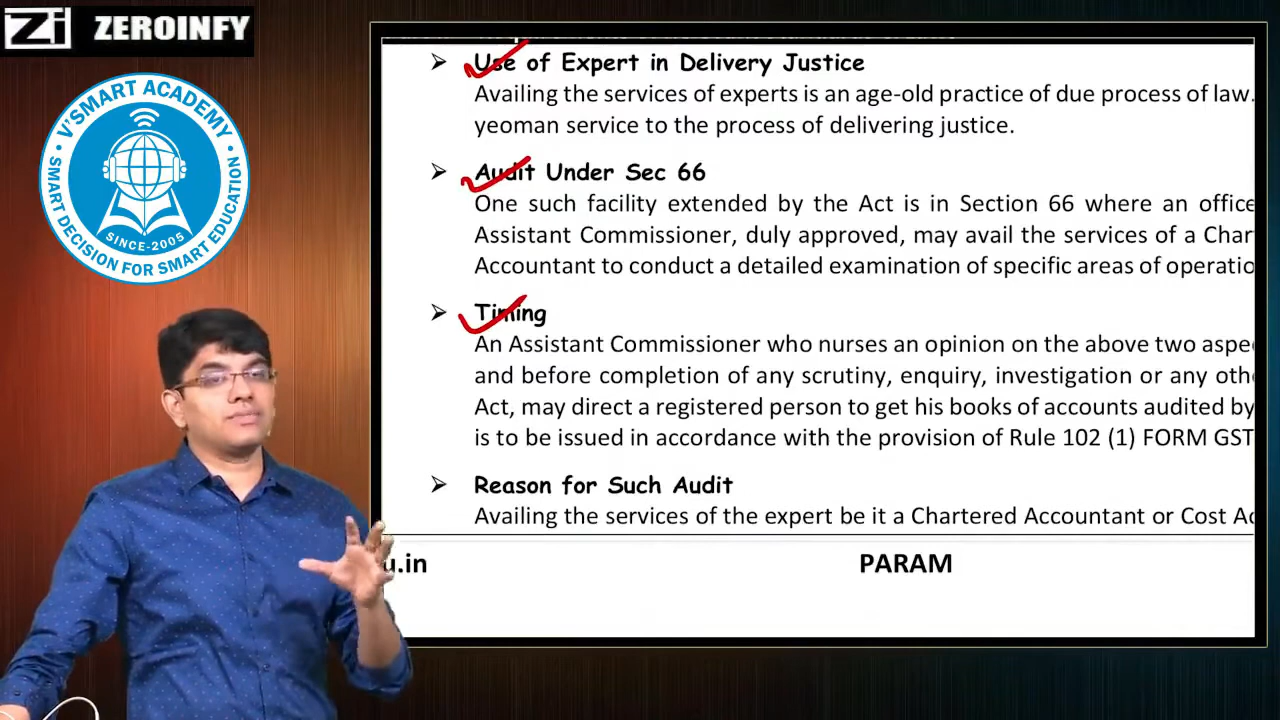 Zi ZEROINFY
V'SMART ACADEMY
SMART DECISION FOR SMART EDUCATION
SINCE-2005
➢ Use of Expert in Delivery Justice
Availing the services of experts is an age-old practice of due process of law.
yeoman service to the process of delivering justice.
➢ Audit Under Sec 66
One such facility extended by the Act is in Section 66 where an office
Assistant Commissioner, duly approved, may avail the services of a Char
Accountant to conduct a detailed examination of specific areas of operatio
➢ Timing
An Assistant Commissioner who nurses an opinion on the above two aspe
and before completion of any scrutiny, enquiry, investigation or any oth
Act, may direct a registered person to get his books of accounts audited by
is to be issued in accordance with the provision of Rule 102 (1) FORM GST
➢ Reason for Such Audit
Availing the services of the expert be it a Chartered Accountant or Cost Ac
u.in PARAM